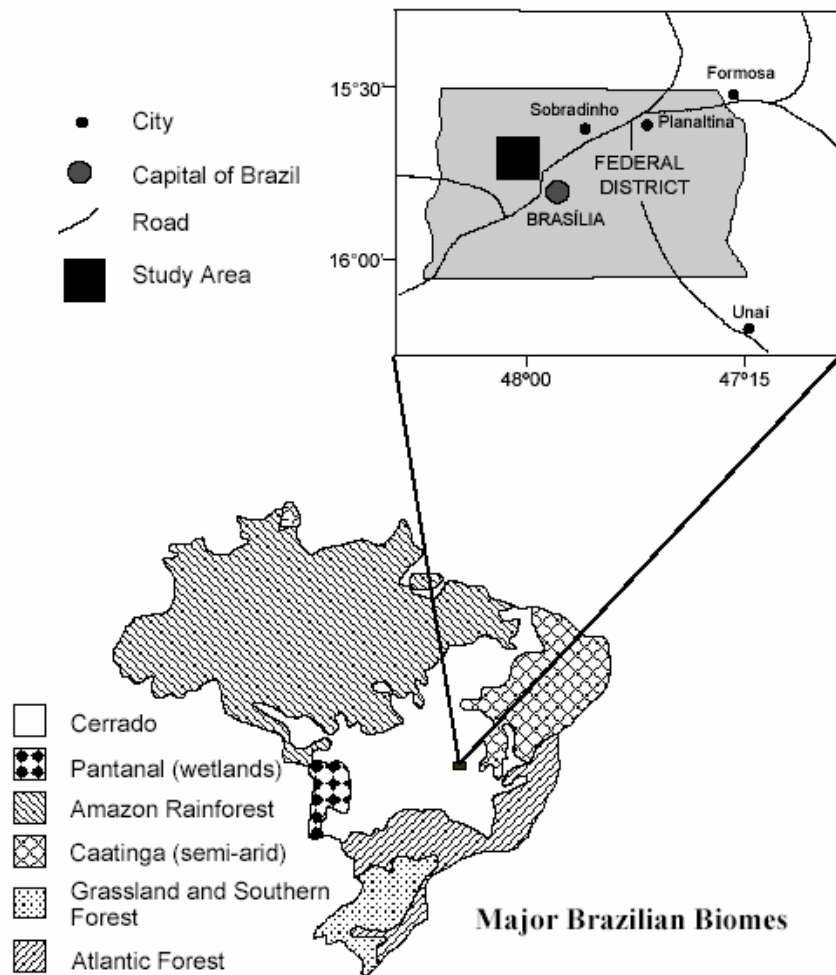 City
Capital of Brazil
Road
Study Area
15°30'
16°00'
Formosa
Sobradinho
Planaltina
FEDERAL
DISTRICT
BRASÍLIA
Unaí
48º00
47º15
Cerrado
Pantanal (wetlands)
Amazon Rainforest
Caatinga (semi-arid)
Grassland and Southern
Forest
Atlantic Forest
Major Brazilian Biomes